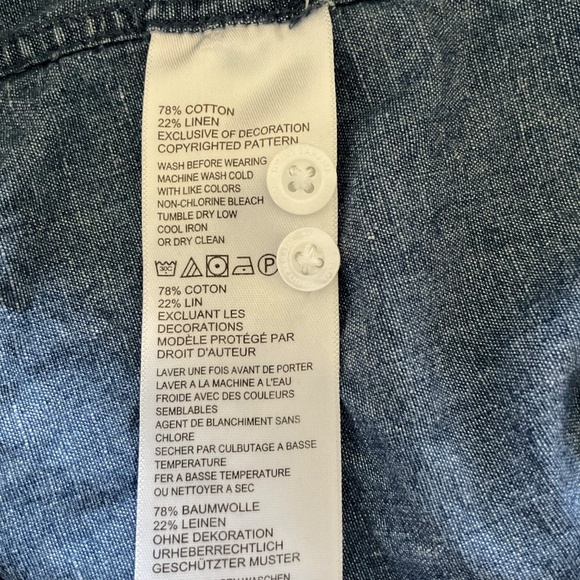 78% COTTON
22% LINEN
EXCLUSIVE OF DECORATION
COPYRIGHTED PATTERN
WASH BEFORE WEARING
MACHINE WASH COLD
WITH LIKE COLORS
NON-CHLORINE BLEACH
TUMBLE DRY LOW
COOL IRON
OR DRY CLEAN
P
78% COTON
22% LIN
EXCLUANT LES
DECORATIONS
MODÈLE PROTÉGÉ PAR
DROIT D'AUTEUR
LAVER UNE FOIS AVANT DE PORTER
LAVER A LA MACHINE A L'EAU
FROIDE AVEC DES COULEURS
SEMBLABLES
AGENT DE BLANCHIMENT SANS
CHLORE
SECHER PAR CULBUTAGE A BASSE
TEMPERATURE
FER A BASSE TEMPERATURE
OU NETTOYER A SEC
78% BAUMWOLLE
22% LEINEN
OHNE DEKORATION
URHEBERRECHTLICH
GESCHÜTZTER MUSTER